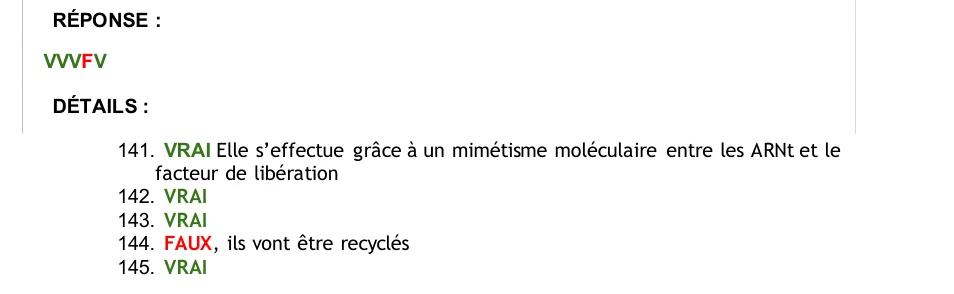 RÉPONSE :
VVVFV
DÉTAILS :
141. VRAI Elle s’effectue grâce à un mimétisme moléculaire entre les ARNt et le
facteur de libération
142. VRAI
143. VRAI
144. FAUX, ils vont être recyclés
145. VRAI